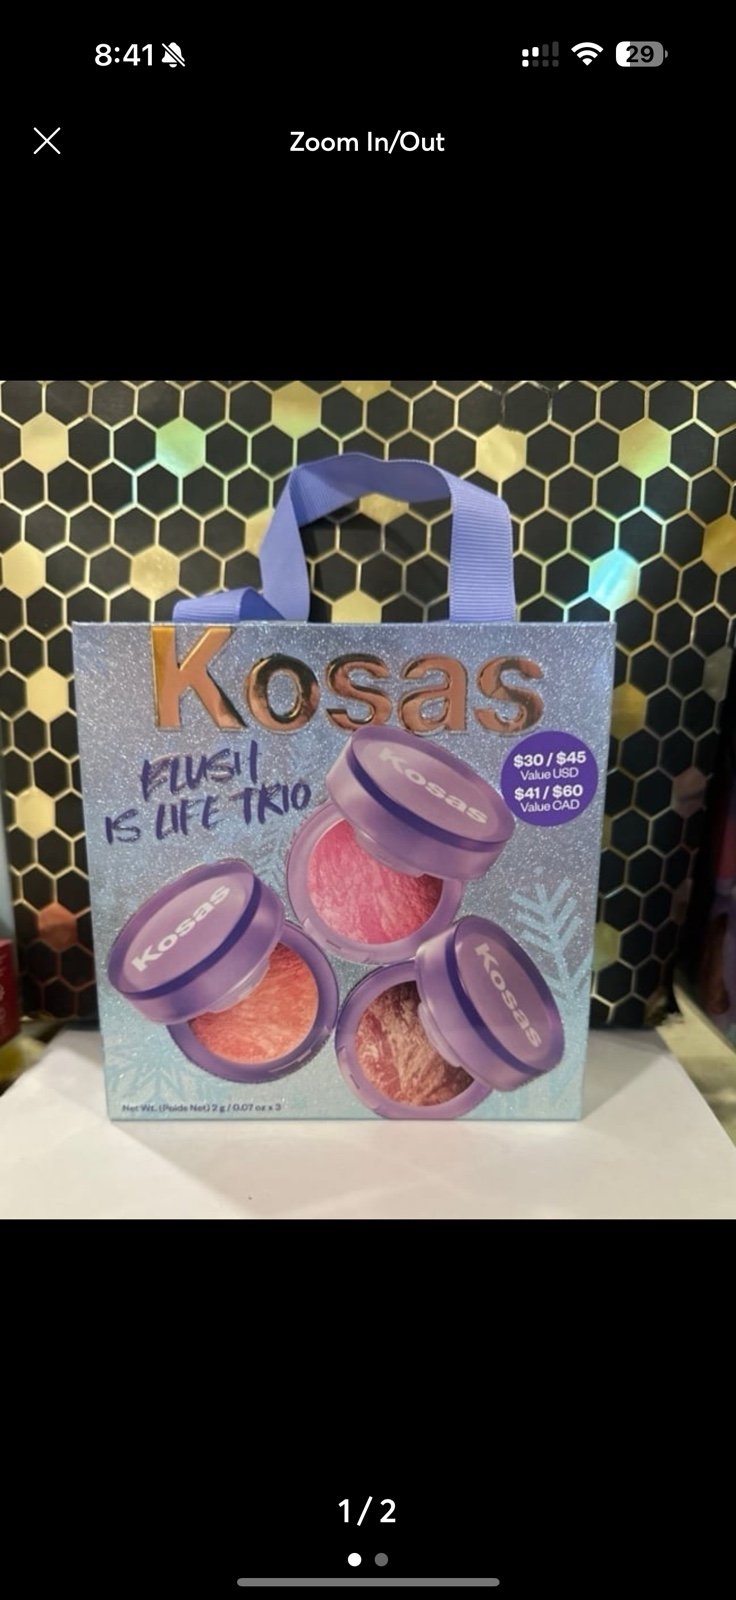 8:41
29
Zoom In/Out
Kosas
BLUSH
IS LIFE TRIO
$30 / $45
Value USD
$41 / $60
Value CAD
Kosas
Kosas
Kosas
Net Wt. (Poids Net) 2 g / 0.07 oz x 3
1 / 2